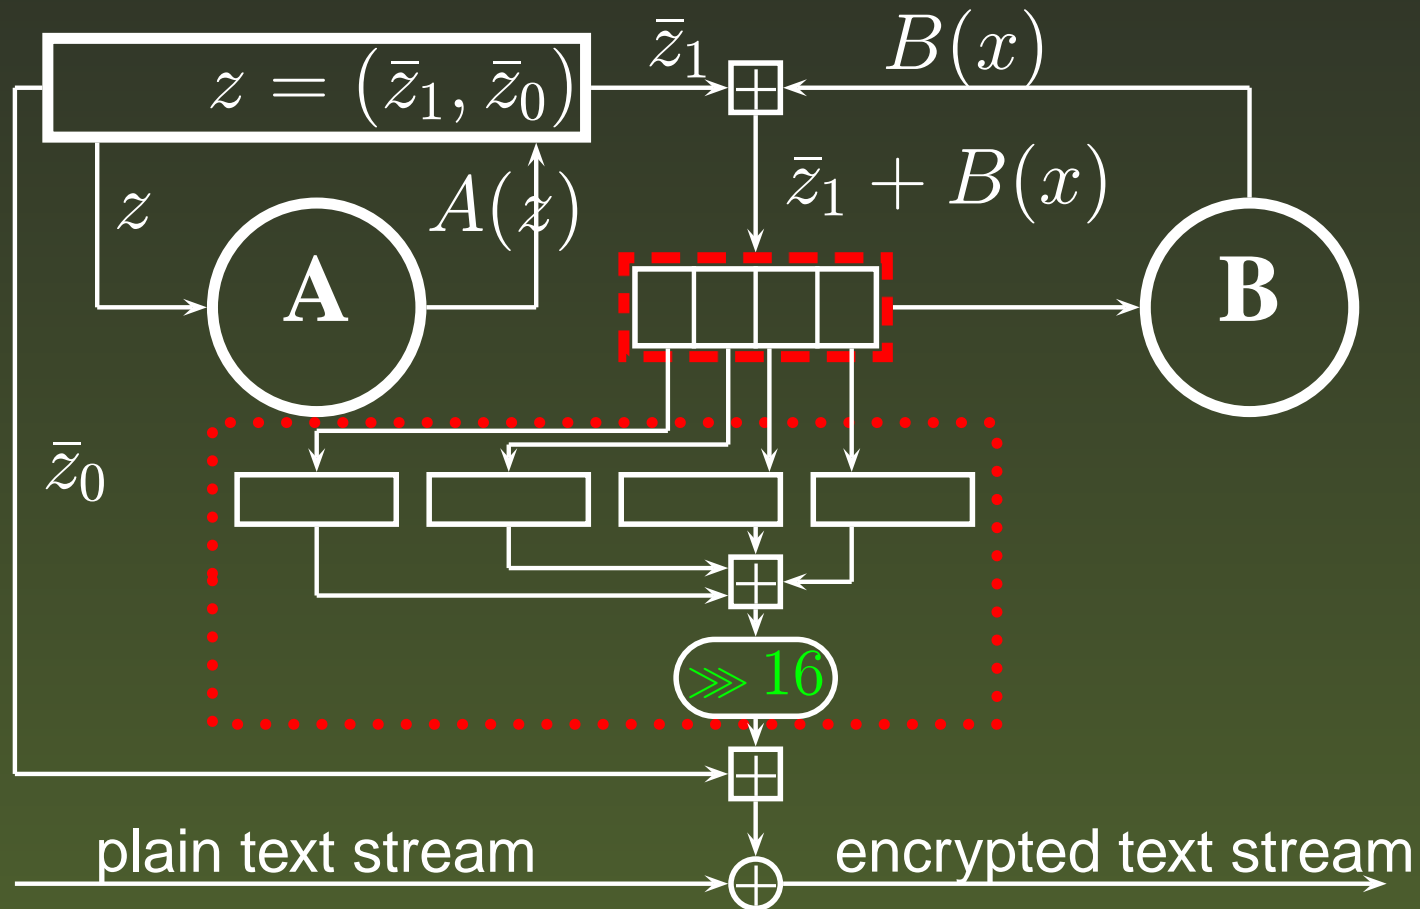 z̄₁
B(x)
z = (z̄₁, z̄₀)
z
A(z)
z̄₁ + B(x)
A
B
z̄₀
⋙ 16
plain text stream
encrypted text stream